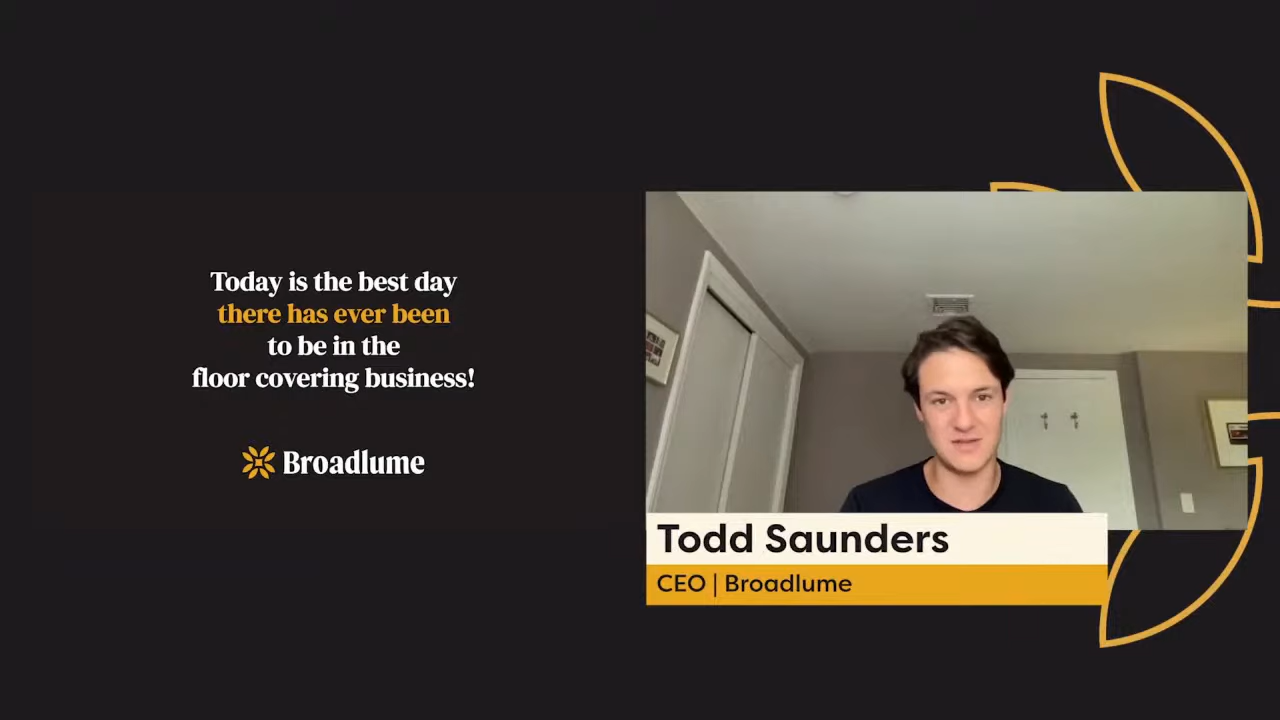 Today is the best day
there has ever been
to be in the
floor covering business!
Broadlume
Todd Saunders
CEO | Broadlume